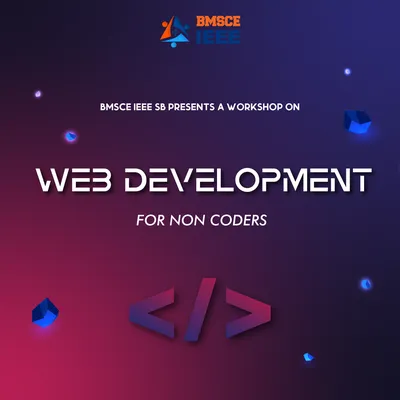 BMSCE
IEEE
BMSCE IEEE SB PRESENTS A WORKSHOP ON
WEB DEVELOPMENT
FOR NON CODERS
</>